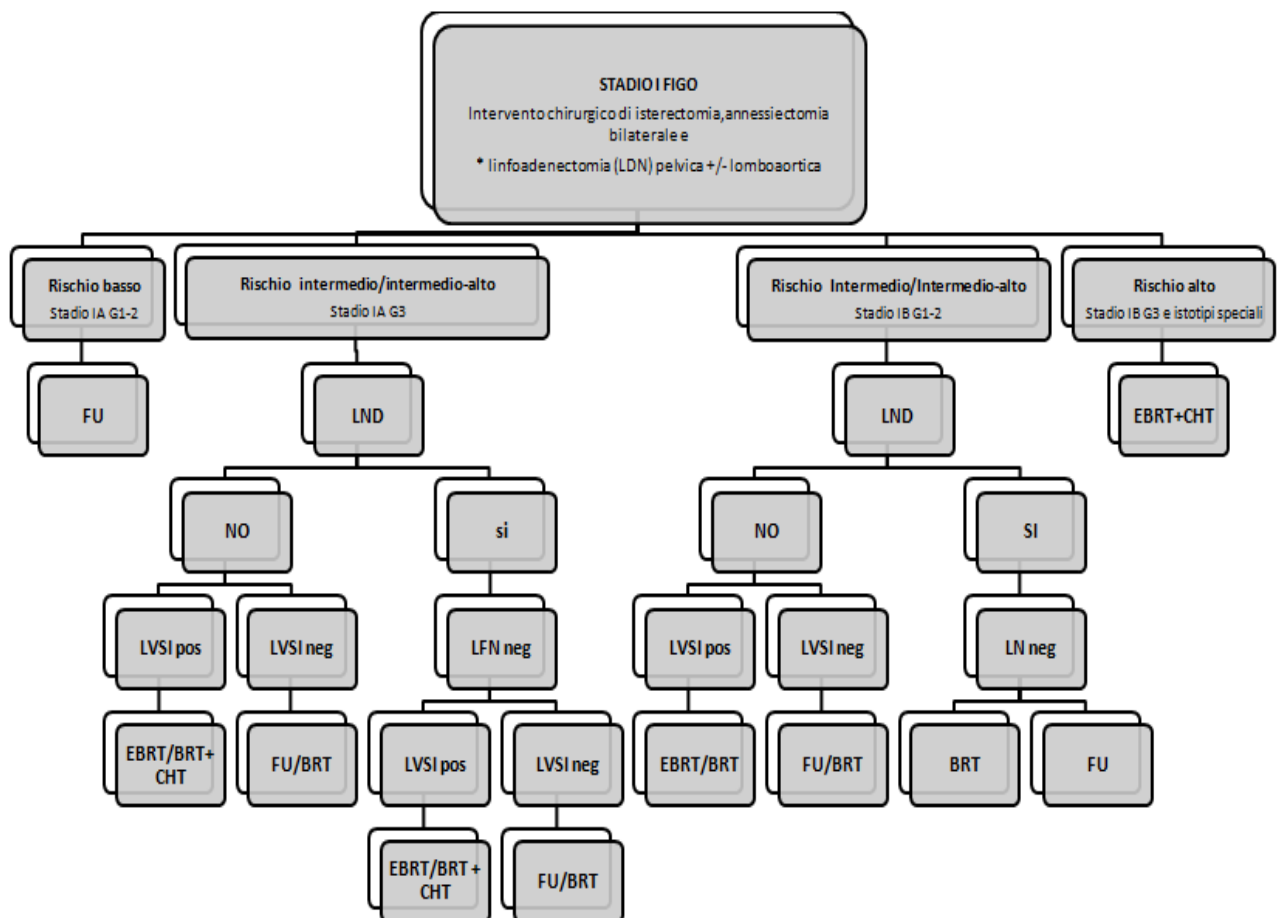 STADIO I FIGO
Intervento chirurgico di isterectomia,annessiectomia
bilaterale e
* linfoadenectomia (LDN) pelvica +/- lomboaortica
Rischio basso
Stadio IA G1-2
Rischio intermedio/intermedio-alto
Stadio IA G3
Rischio Intermedio/Intermedio-alto
Stadio IB G1-2
Rischio alto
Stadio IB G3 e istotipi speciali
FU
LND
LND
EBRT+CHT
NO
si
NO
SI
LVSI pos
LVSI neg
LFN neg
LVSI pos
LVSI neg
LN neg
EBRT/BRT+
CHT
FU/BRT
LVSI pos
LVSI neg
EBRT/BRT
FU/BRT
BRT
FU
EBRT/BRT +
CHT
FU/BRT